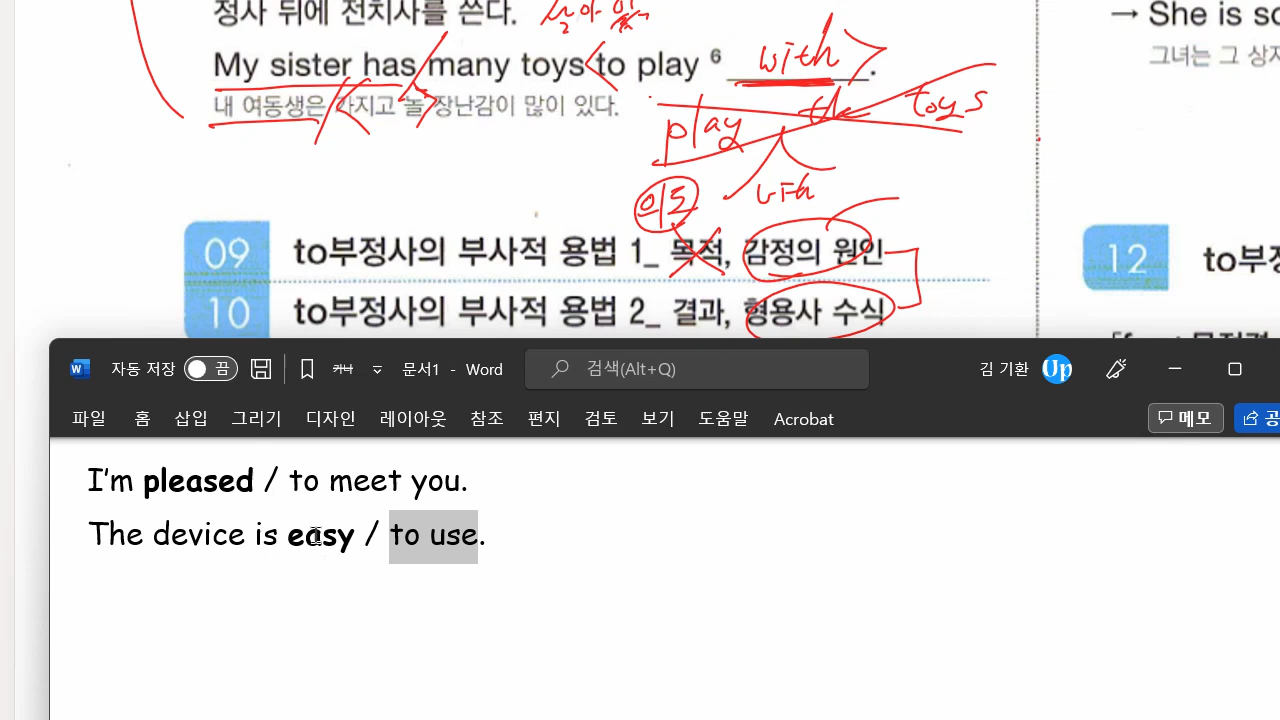 정사 뒤에 전치사를 쓴다.
→ She is so
My sister has many toys to play ⁶ with.
그녀는 그 상자
내 여동생은 가지고 놀 장난감이 많이 있다.
play the toys
with
의도
09 to부정사의 부사적 용법 1_ 목적, 감정의 원인
12 to부정
10 to부정사의 부사적 용법 2_ 결과, 형용사 수식
자동 저장 끔 문서1 - Word 검색(Alt+Q) 김 기환 Up
파일 홈 삽입 그리기 디자인 레이아웃 참조 편지 검토 보기 도움말 Acrobat 메모 공
I'm pleased / to meet you.
The device is easy / to use.